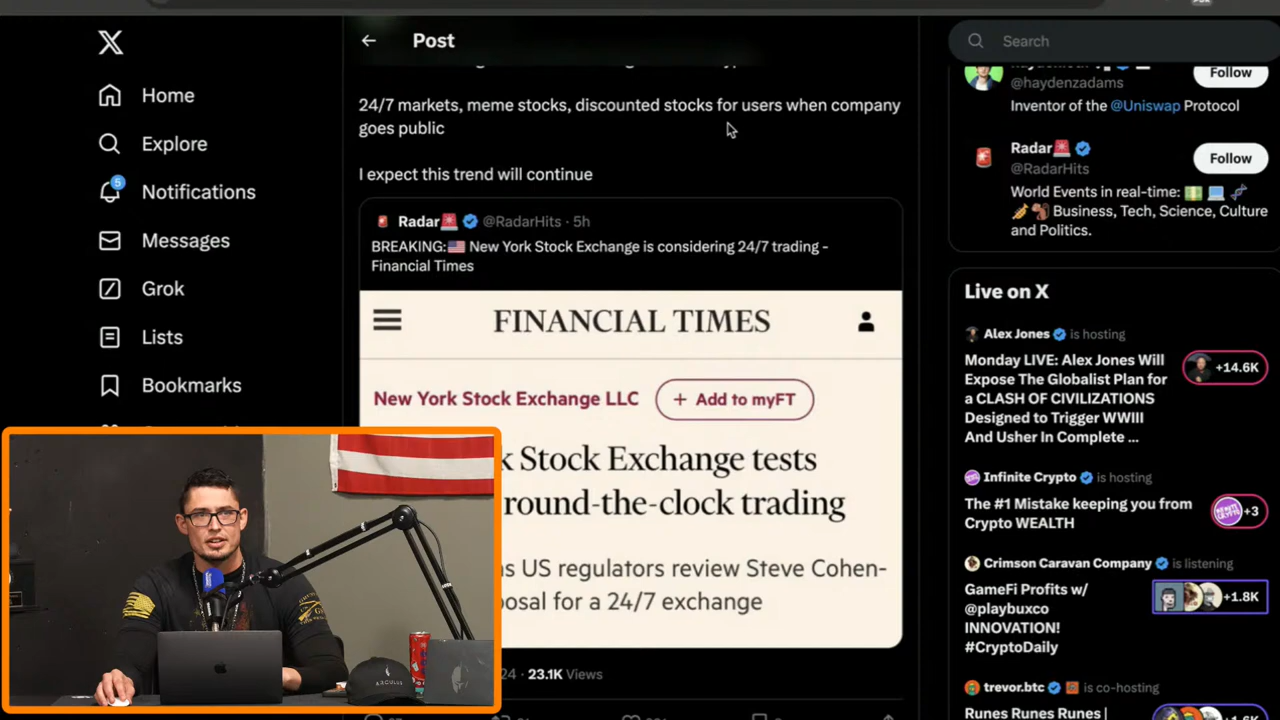 Post
Search
Home
Explore
5
Notifications
Messages
Grok
Lists
Bookmarks
24/7 markets, meme stocks, discounted stocks for users when company
goes public
I expect this trend will continue
Radar @RadarHits · 5h
BREAKING: New York Stock Exchange is considering 24/7 trading -
Financial Times
FINANCIAL TIMES
New York Stock Exchange LLC
+ Add to myFT
k Stock Exchange tests
round-the-clock trading
as US regulators review Steve Cohen-
osal for a 24/7 exchange
24 · 23.1K Views
@haydenzadams
Follow
Inventor of the @Uniswap Protocol
Radar
@RadarHits
Follow
World Events in real-time:
Business, Tech, Science, Culture
and Politics.
Live on X
Alex Jones is hosting
Monday LIVE: Alex Jones Will
Expose The Globalist Plan for
a CLASH OF CIVILIZATIONS
Designed to Trigger WWIII
And Usher In Complete ...
+14.6K
Infinite Crypto is hosting
The #1 Mistake keeping you from
Crypto WEALTH
+3
Crimson Caravan Company is listening
GameFi Profits w/
@playbuxco
INNOVATION!
#CryptoDaily
+1.8K
trevor.btc is co-hosting
Runes Runes Runes |